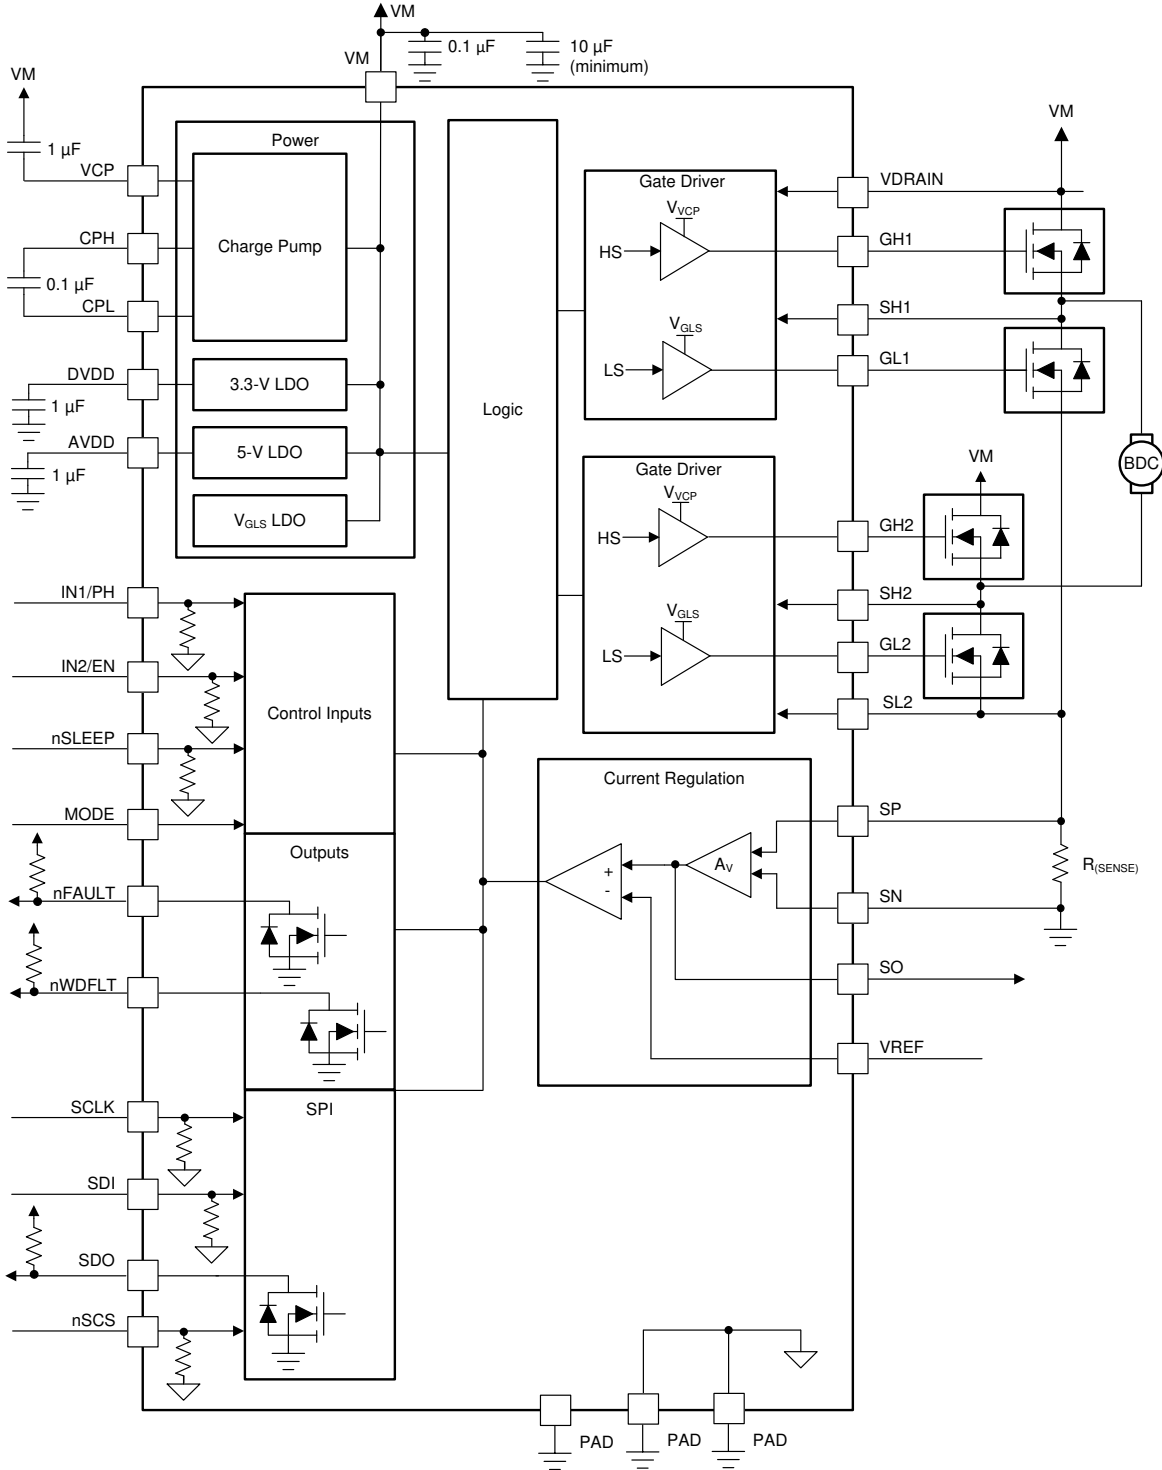 VM
0.1 µF
10 µF
(minimum)
VM
VM
1 µF
VCP
CPH
0.1 µF
CPL
DVDD
1 µF
AVDD
1 µF
Power
Charge Pump
3.3-V LDO
5-V LDO
VGLS LDO
Logic
Gate Driver
VVCP
HS
VGLS
LS
Gate Driver
VVCP
HS
VGLS
LS
VM
VDRAIN
GH1
SH1
GL1
BDC
VM
GH2
SH2
GL2
SL2
IN1/PH
IN2/EN
nSLEEP
MODE
nFAULT
nWDFLT
SCLK
SDI
SDO
nSCS
Control Inputs
Outputs
SPI
Current Regulation
+
-
AV
SP
R(SENSE)
SN
SO
VREF
PAD
PAD
PAD